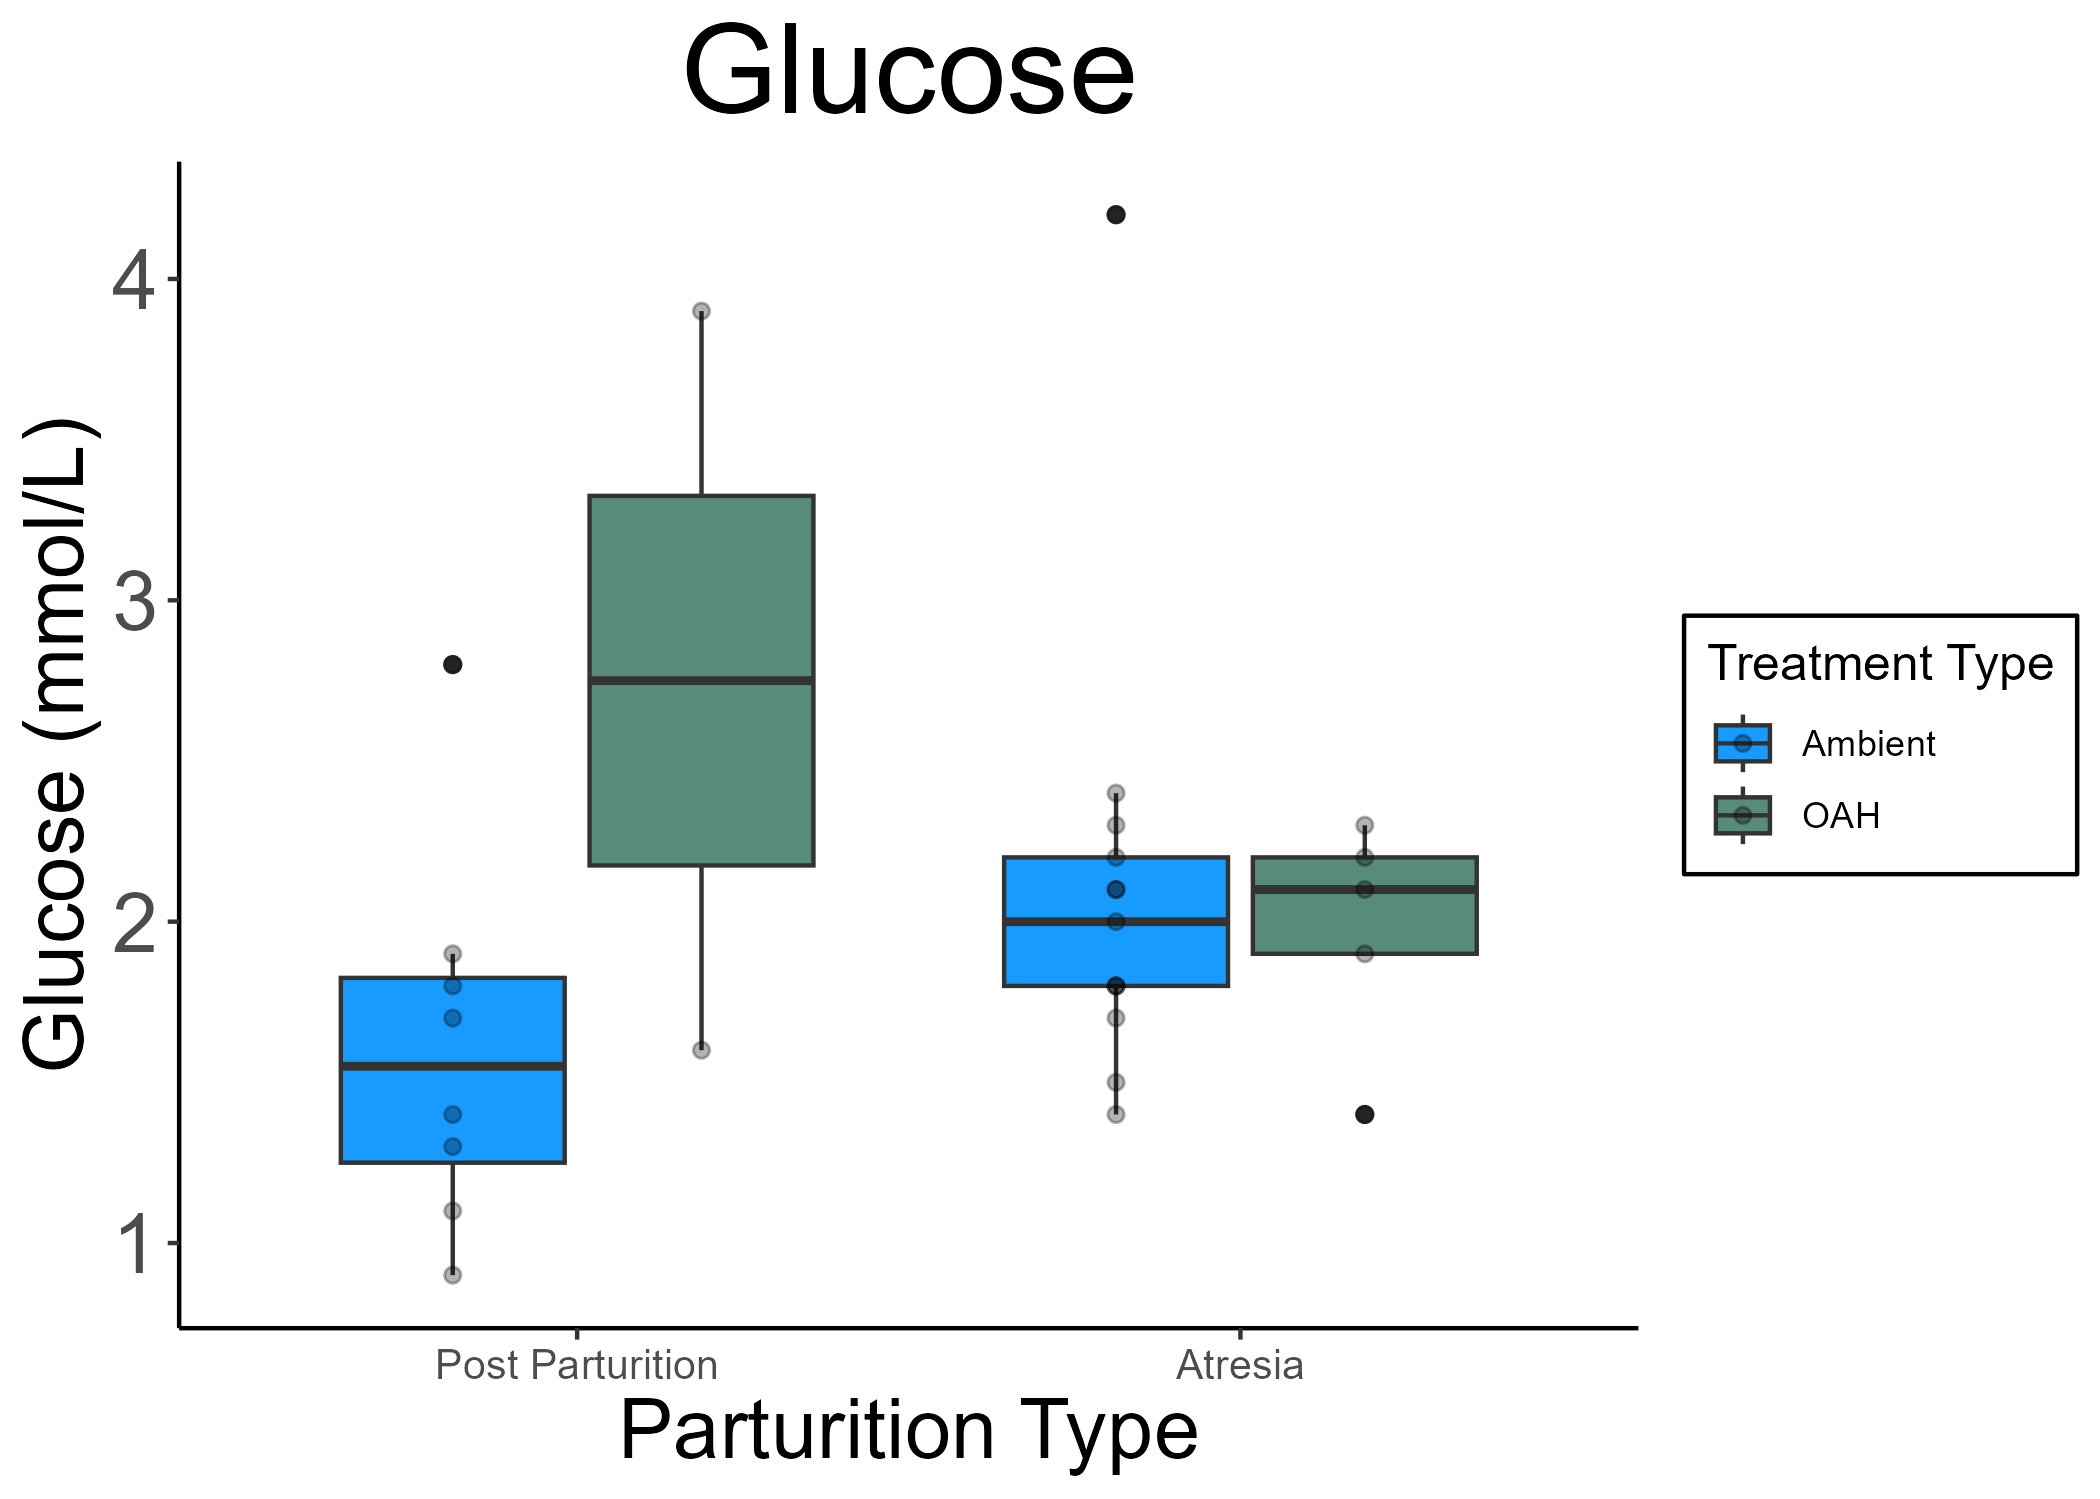 Glucose
Glucose (mmol/L)
4
3
2
1
Post Parturition
Atresia
Parturition Type
Treatment Type
Ambient
OAH